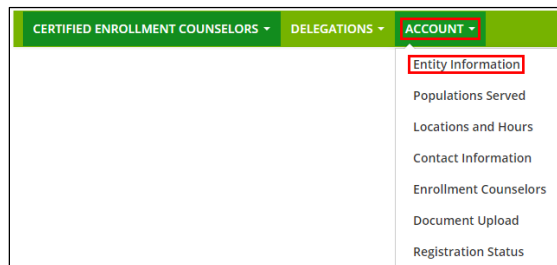 CERTIFIED ENROLLMENT COUNSELORS DELEGATIONS ACCOUNT
Entity Information
Populations Served
Locations and Hours
Contact Information
Enrollment Counselors
Document Upload
Registration Status